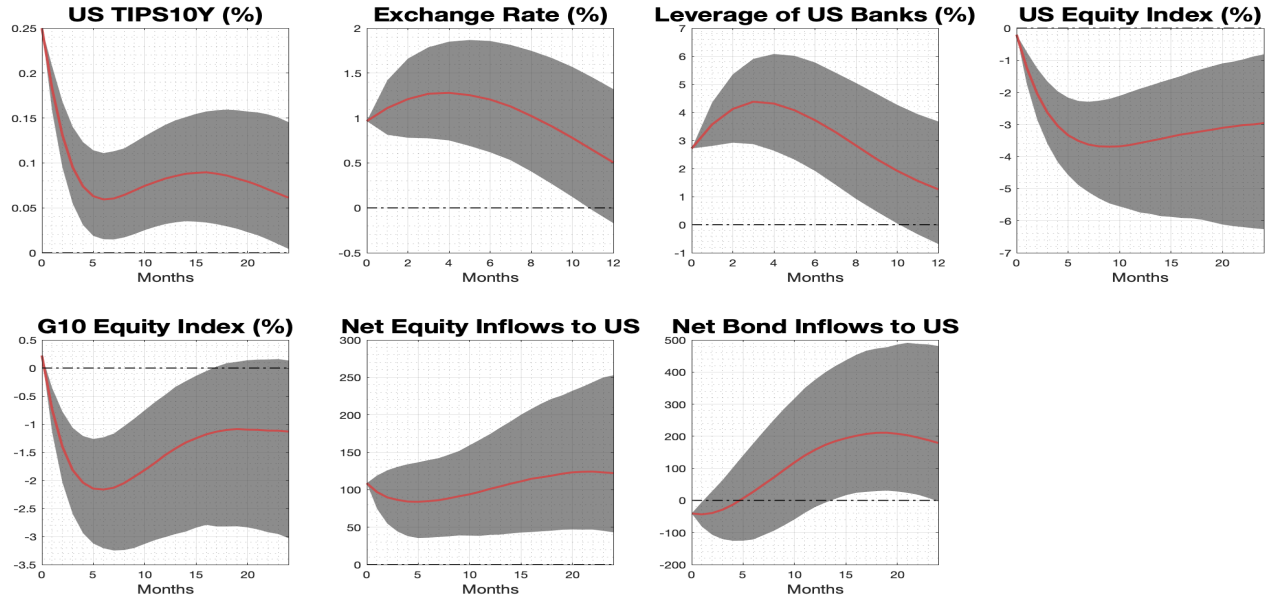 US TIPS10Y (%)
0.25
0.2
0.15
0.1
0.05
0
0 5 10 15 20
Months
Exchange Rate (%)
2
1.5
1
0.5
0
-0.5
0 2 4 6 8 10 12
Months
Leverage of US Banks (%)
7
6
5
4
3
2
1
0
-1
0 2 4 6 8 10 12
Months
US Equity Index (%)
0
-1
-2
-3
-4
-5
-6
-7
0 5 10 15 20
Months
G10 Equity Index (%)
0.5
0
-0.5
-1
-1.5
-2
-2.5
-3
-3.5
0 5 10 15 20
Months
Net Equity Inflows to US
300
250
200
150
100
50
0
0 5 10 15 20
Months
Net Bond Inflows to US
500
400
300
200
100
0
-100
-200
0 5 10 15 20
Months